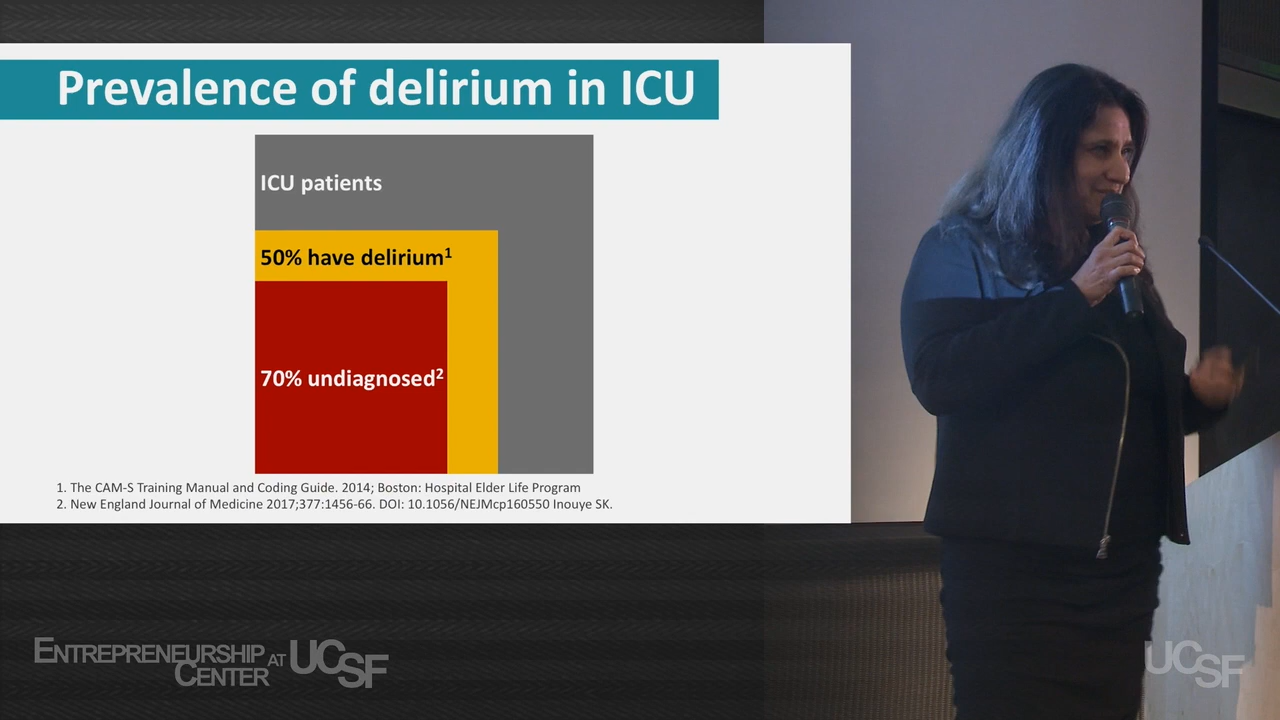 Prevalence of delirium in ICU
ICU patients
50% have delirium¹
70% undiagnosed²
1. The CAM-S Training Manual and Coding Guide. 2014; Boston: Hospital Elder Life Program
2. New England Journal of Medicine 2017;377:1456-66. DOI: 10.1056/NEJMcp160550 Inouye SK.
ENTREPRENEURSHIP AT UCSF
CENTER
UCSF